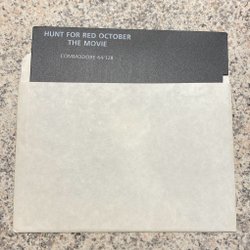 HUNT FOR RED OCTOBER
THE MOVIE
COMMODORE 64/128